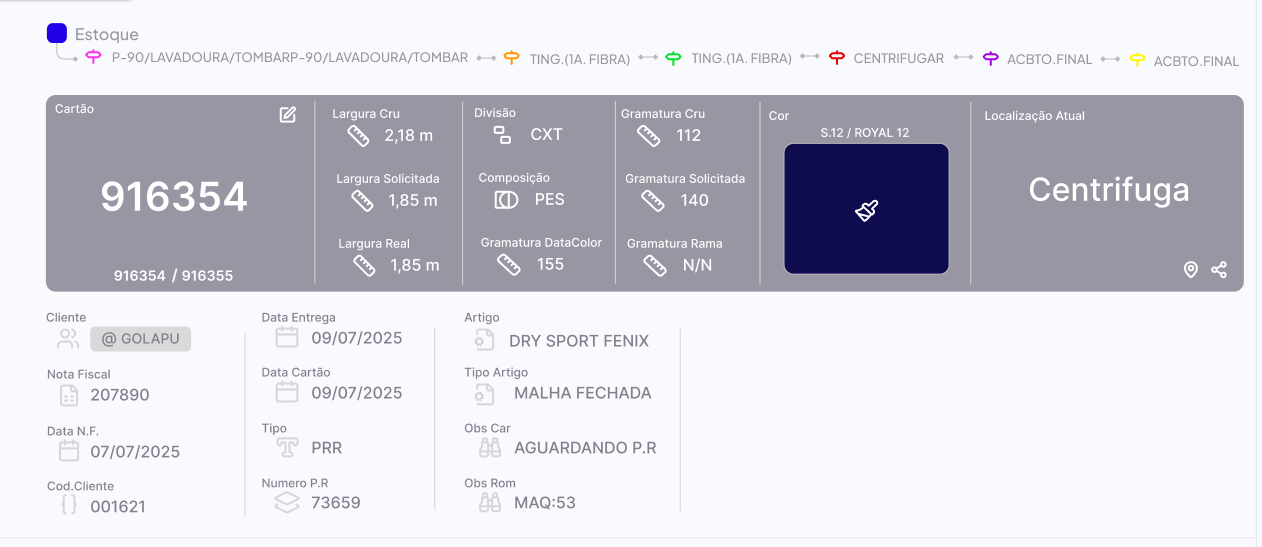 Estoque
P-90/LAVADOURA/TOMBARP-90/LAVADOURA/TOMBAR TING.(1A. FIBRA) TING.(1A. FIBRA) CENTRIFUGAR ACBTO.FINAL ACBTO.FINAL
Cartão
916354
916354 / 916355
Largura Cru
2,18 m
Largura Solicitada
1,85 m
Largura Real
1,85 m
Divisão
CXT
Composição
PES
Gramatura DataColor
155
Gramatura Cru
112
Gramatura Solicitada
140
Gramatura Rama
N/N
Cor
S.12 / ROYAL 12
Localização Atual
Centrifuga
Cliente
@ GOLAPU
Nota Fiscal
207890
Data N.F.
07/07/2025
Cod.Cliente
001621
Data Entrega
09/07/2025
Data Cartão
09/07/2025
Tipo
PRR
Numero P.R
73659
Artigo
DRY SPORT FENIX
Tipo Artigo
MALHA FECHADA
Obs Car
AGUARDANDO P.R
Obs Rom
MAQ:53